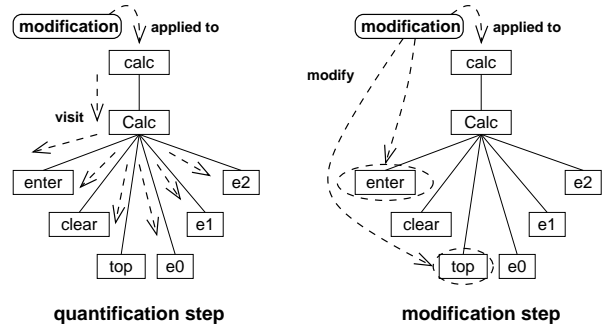 modification
applied to
calc
visit
Calc
enter
e2
clear
e1
top
e0
quantification step
modification
applied to
modify
calc
Calc
enter
e2
clear
e1
top
e0
modification step